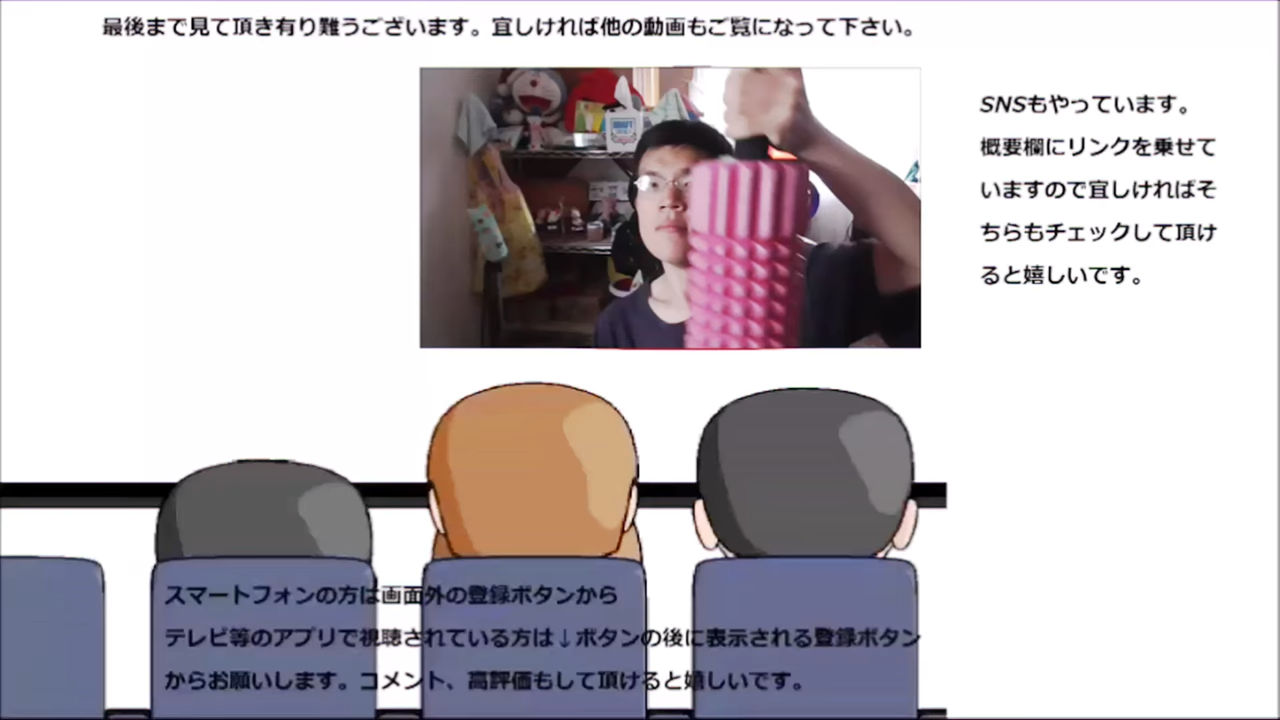 最後まで見て頂き有り難うございます。宜しければ他の動画もご覧になって下さい。
SNSもやっています。
概要欄にリンクを乗せて
いますので宜しければそ
ちらもチェックして頂け
ると嬉しいです。
スマートフォンの方は画面外の登録ボタンから
テレビ等のアプリで視聴されている方は↓ボタンの後に表示される登録ボタン
からお願いします。コメント、高評価もして頂けると嬉しいです。